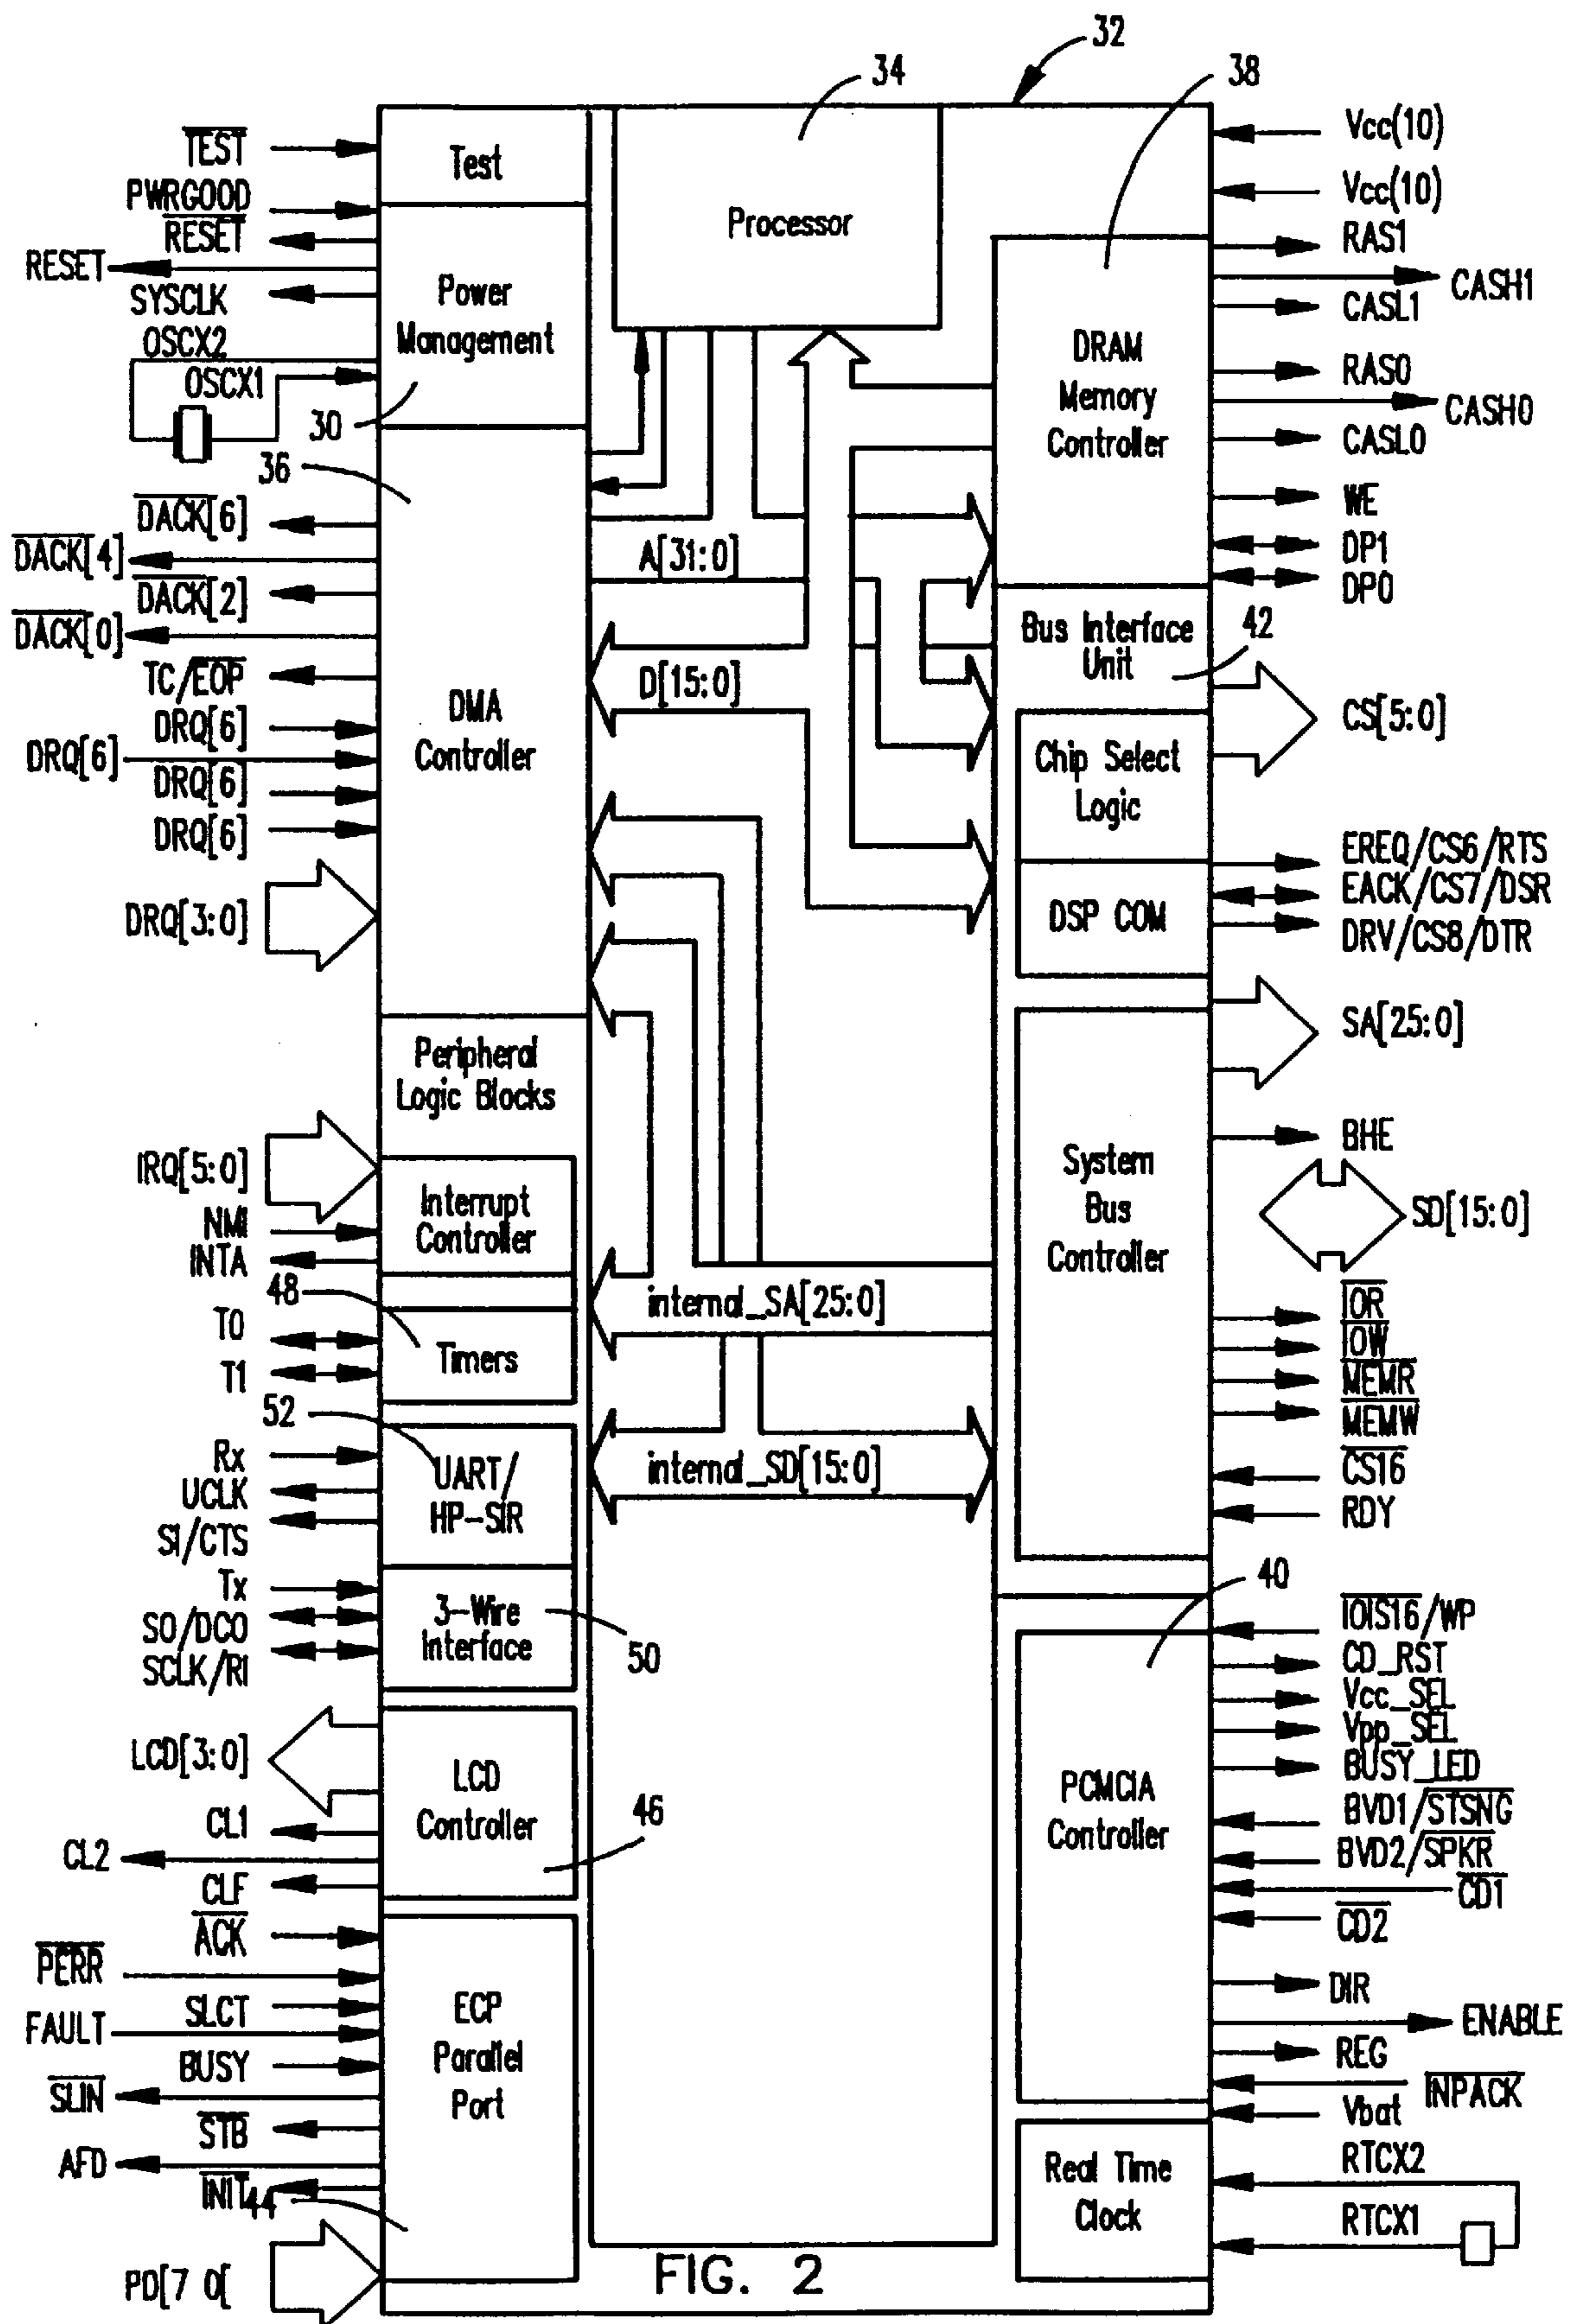 32
34
38
TEST
PWRGOOD
RESET
RESET
SYSCLK
OSCX2
OSCX1
30
36
DACK[6]
DACK[4]
DACK[2]
DACK[0]
TC/EOP
DRQ[6]
DRQ[6]
DRQ[6]
DRQ[6]
DRQ[3:0]
IRQ[5:0]
NMI
INTA
48
T0
T1
52
Rx
UCLK
SI/CTS
Tx
SO/DCO
SCLK/RI
LCD[3:0]
CL1
CL2
CLF
ACK
PERR
SLCT
FAULT
BUSY
SLIN
STB
AFD
INIT
44
PD[7 0[
Test
Power
Management
DMA
Controller
Peripheral
Logic Blocks
Interrupt
Controller
Timers
UART/
HP-SIR
3-Wire
Interface
50
LCD
Controller
46
ECP
Parallel
Port
Processor
A[31:0]
D[15:0]
internal_SA[25:0]
internal_SD[15:0]
DRAM
Memory
Controller
Bus Interface
Unit
42
Chip Select
Logic
DSP COM
System
Bus
Controller
40
PCMCIA
Controller
Real Time
Clock
Vcc(10)
Vcc(10)
RAS1
CASH1
CASL1
RAS0
CASH0
CASL0
WE
DP1
DP0
CS[5:0]
EREQ/CS6/RTS
EACK/CS7/DSR
DRV/CS8/DTR
SA[25:0]
BHE
SD[15:0]
IOR
IOW
MEMR
MEMW
CS16
RDY
IOIS16/WP
CD_RST
Vcc_SEL
Vpp_SEL
BUSY_LED
BVD1/STSNG
BVD2/SPKR
CD1
CD2
DIR
ENABLE
REG
INPACK
Vbat
RTCX2
RTCX1
FIG. 2